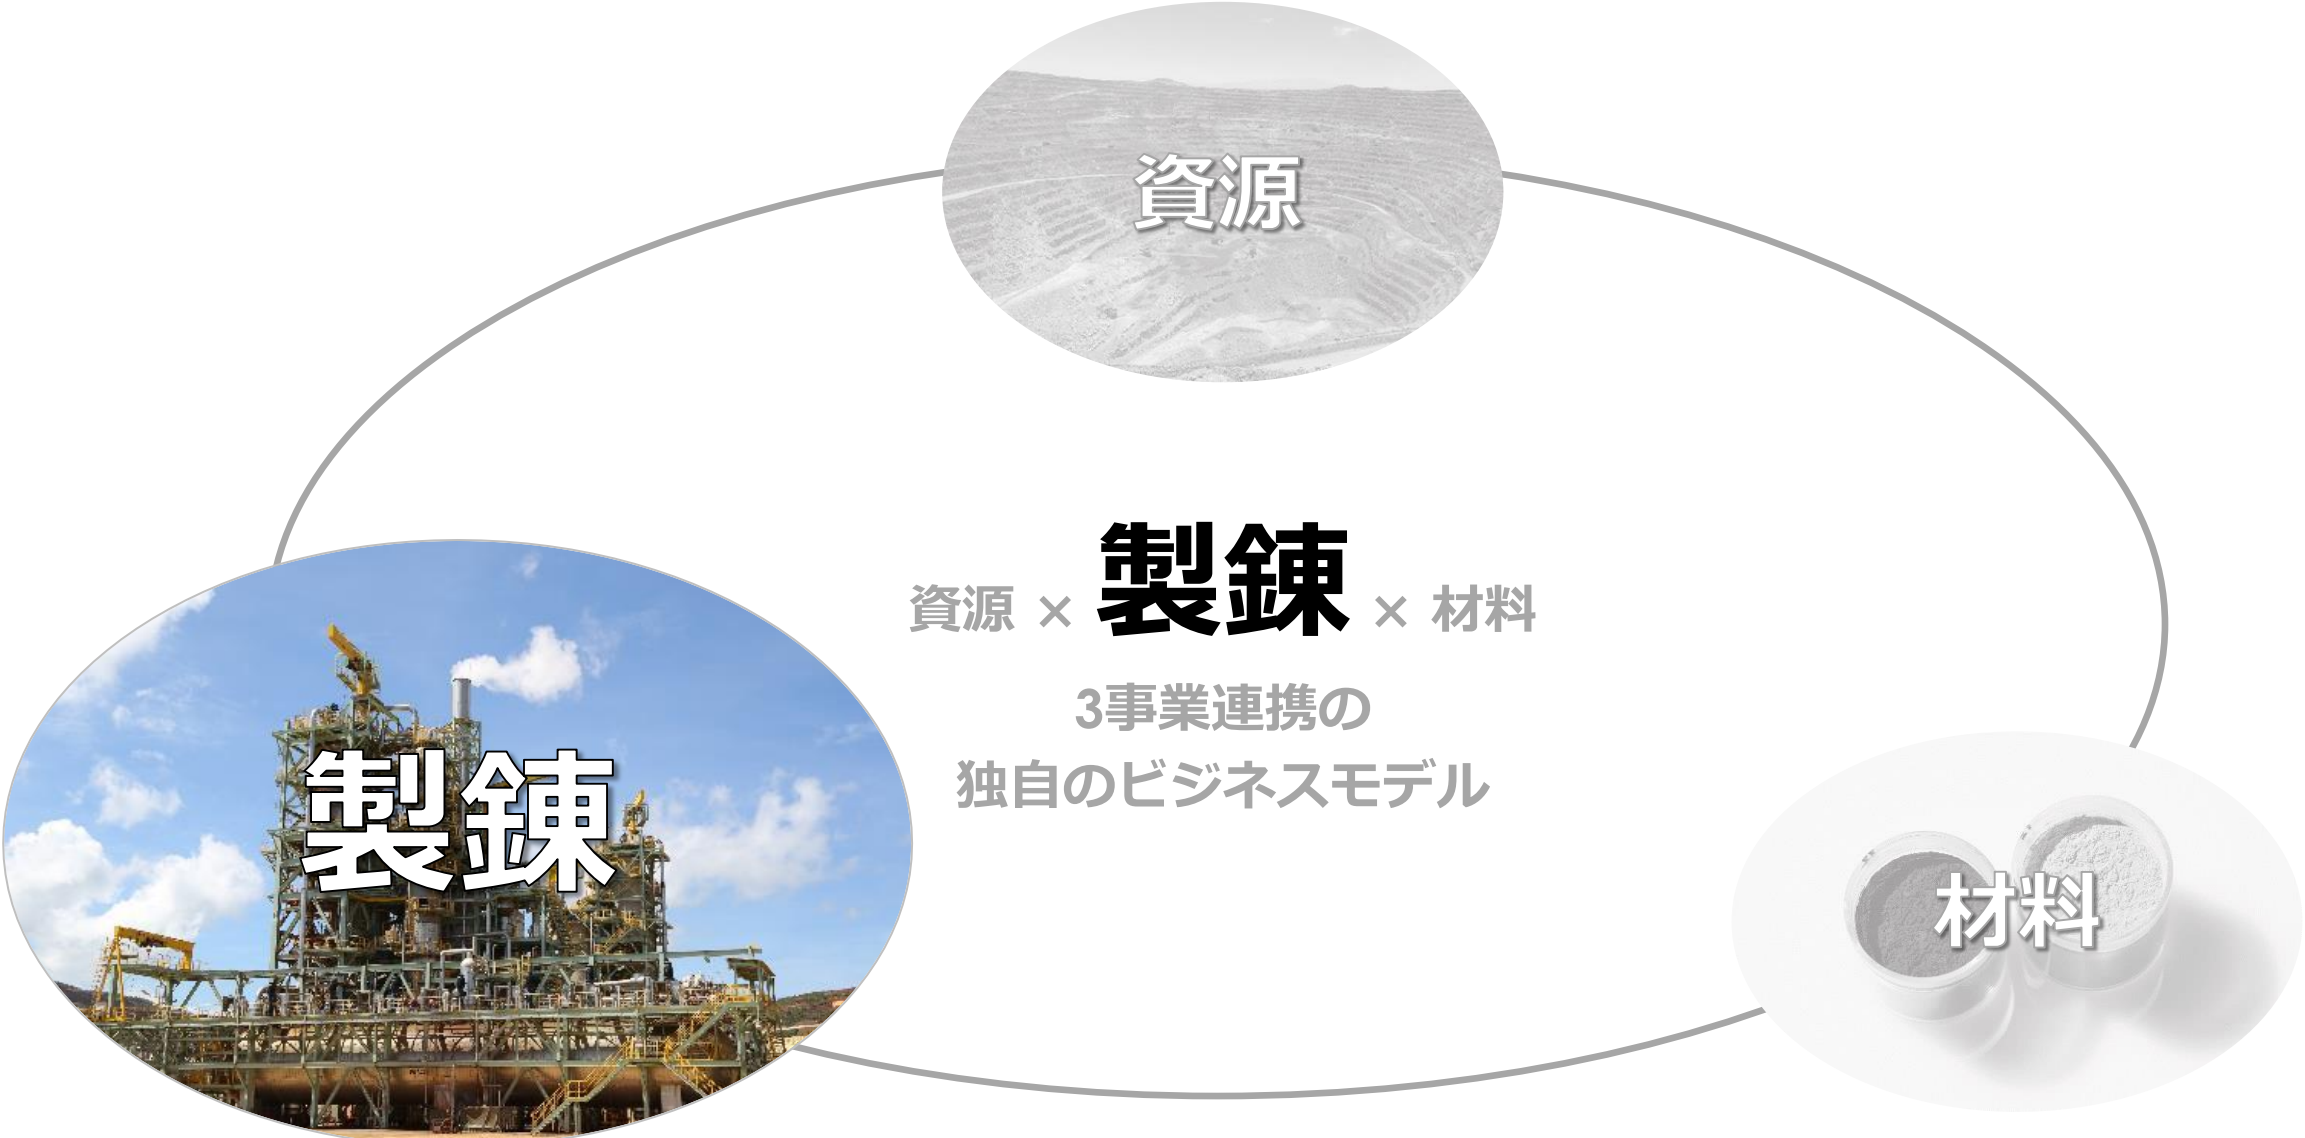 資源
資源 × 製錬 × 材料
3事業連携の
独自のビジネスモデル
製錬
材料